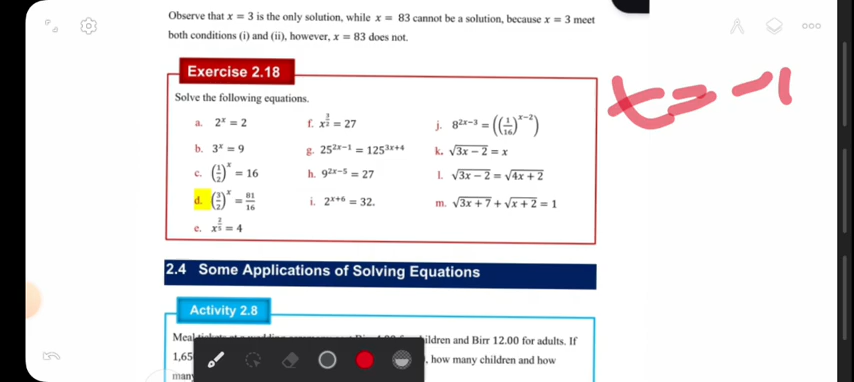 Observe that x = 3 is the only solution, while x = 83 cannot be a solution, because x = 3 meet
both conditions (i) and (ii), however, x = 83 does not.
Exercise 2.18
Solve the following equations.
a. 2^x = 2
b. 3^x = 9
c. (1/2)^x = 16
d. (3/2)^x = 81/16
e. x^(2/5) = 4
f. x^(3/2) = 27
g. 25^(2x−1) = 125^(3x+4)
h. 9^(2x−5) = 27
i. 2^(x+6) = 32.
j. 8^(2x−3) = ((1/16)^(x−2))
k. √(3x − 2) = x
l. √(3x − 2) = √(4x + 2)
m. √(3x + 7) + √(x + 2) = 1
2.4 Some Applications of Solving Equations
Activity 2.8
ildren and Birr 12.00 for adults. If
1,65 , how many children and how